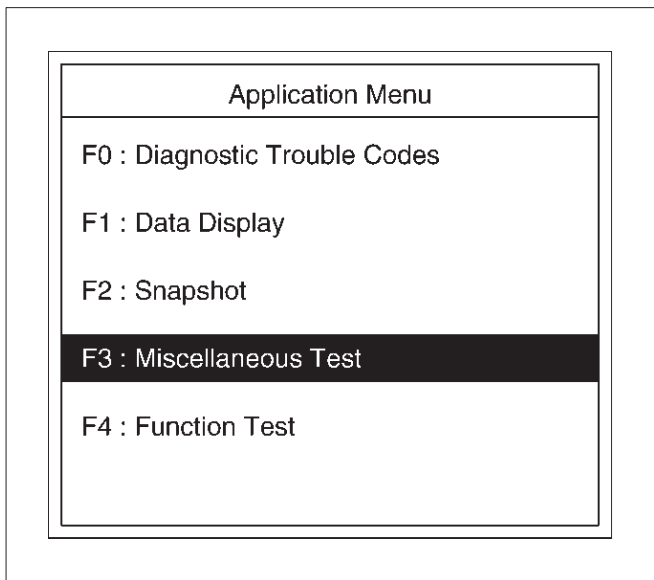 Application Menu
F0 : Diagnostic Trouble Codes
F1 : Data Display
F2 : Snapshot
F3 : Miscellaneous Test
F4 : Function Test